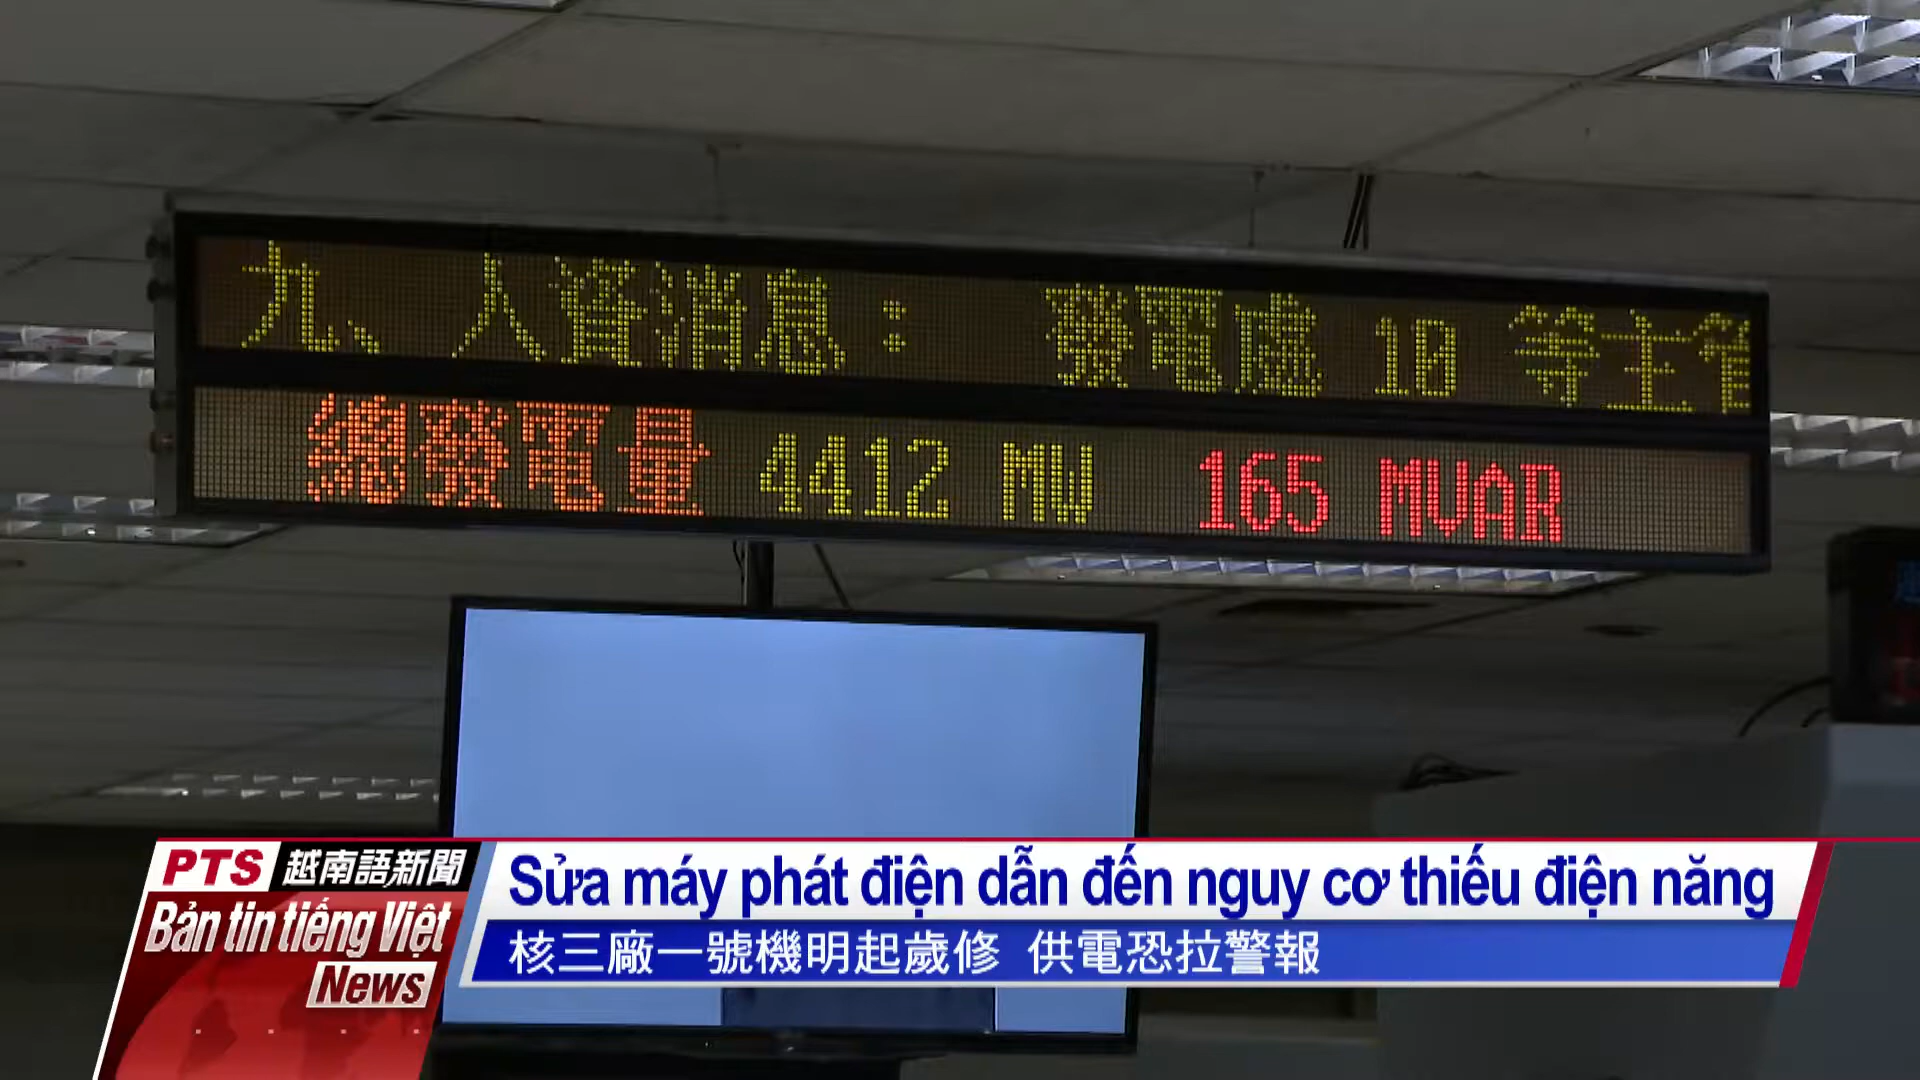 九、人資消息： 發電處 10 等主管
總發電量 4412 MW 165 MVAR
PTS 越南語新聞
Bản tin tiếng Việt
News
Sửa máy phát điện dẫn đến nguy cơ thiếu điện năng
核三廠一號機明起歲修 供電恐拉警報